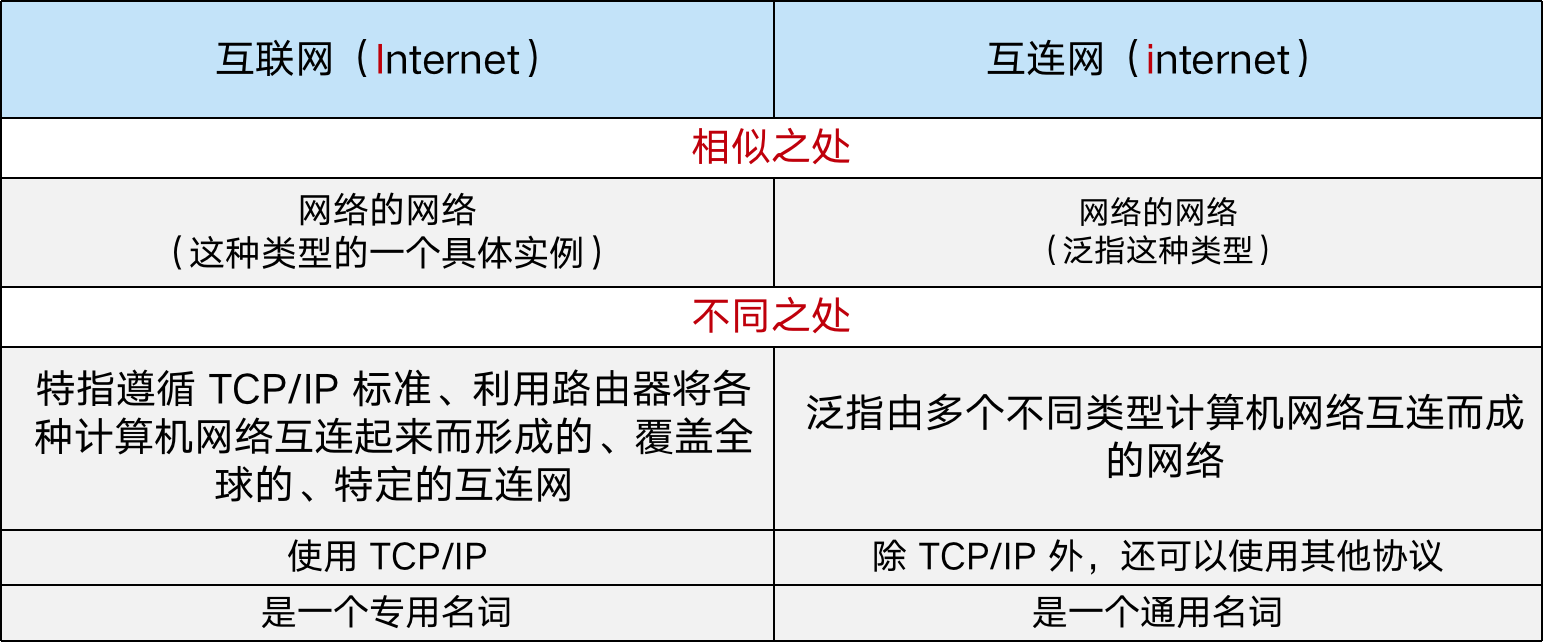 互联网（Internet）
互连网（internet）
相似之处
网络的网络
（这种类型的一个具体实例）
网络的网络
（泛指这种类型）
不同之处
特指遵循 TCP/IP 标准、利用路由器将各
种计算机网络互连起来而形成的、覆盖全
球的、特定的互连网
泛指由多个不同类型计算机网络互连而成
的网络
使用 TCP/IP
除 TCP/IP 外，还可以使用其他协议
是一个专用名词
是一个通用名词